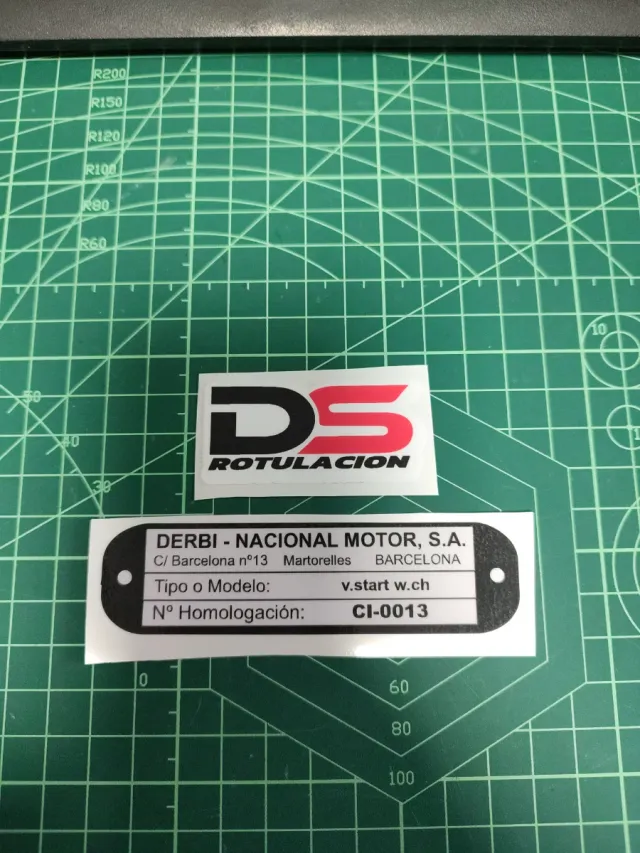 R200
R150
R120
R100
R80
R60
10
50
40
30
DS
ROTULACION
DERBI - NACIONAL MOTOR, S.A.
C/ Barcelona nº13 Martorelles BARCELONA
Tipo o Modelo: v.start w.ch
Nº Homologación: CI-0013
0
60
80
100